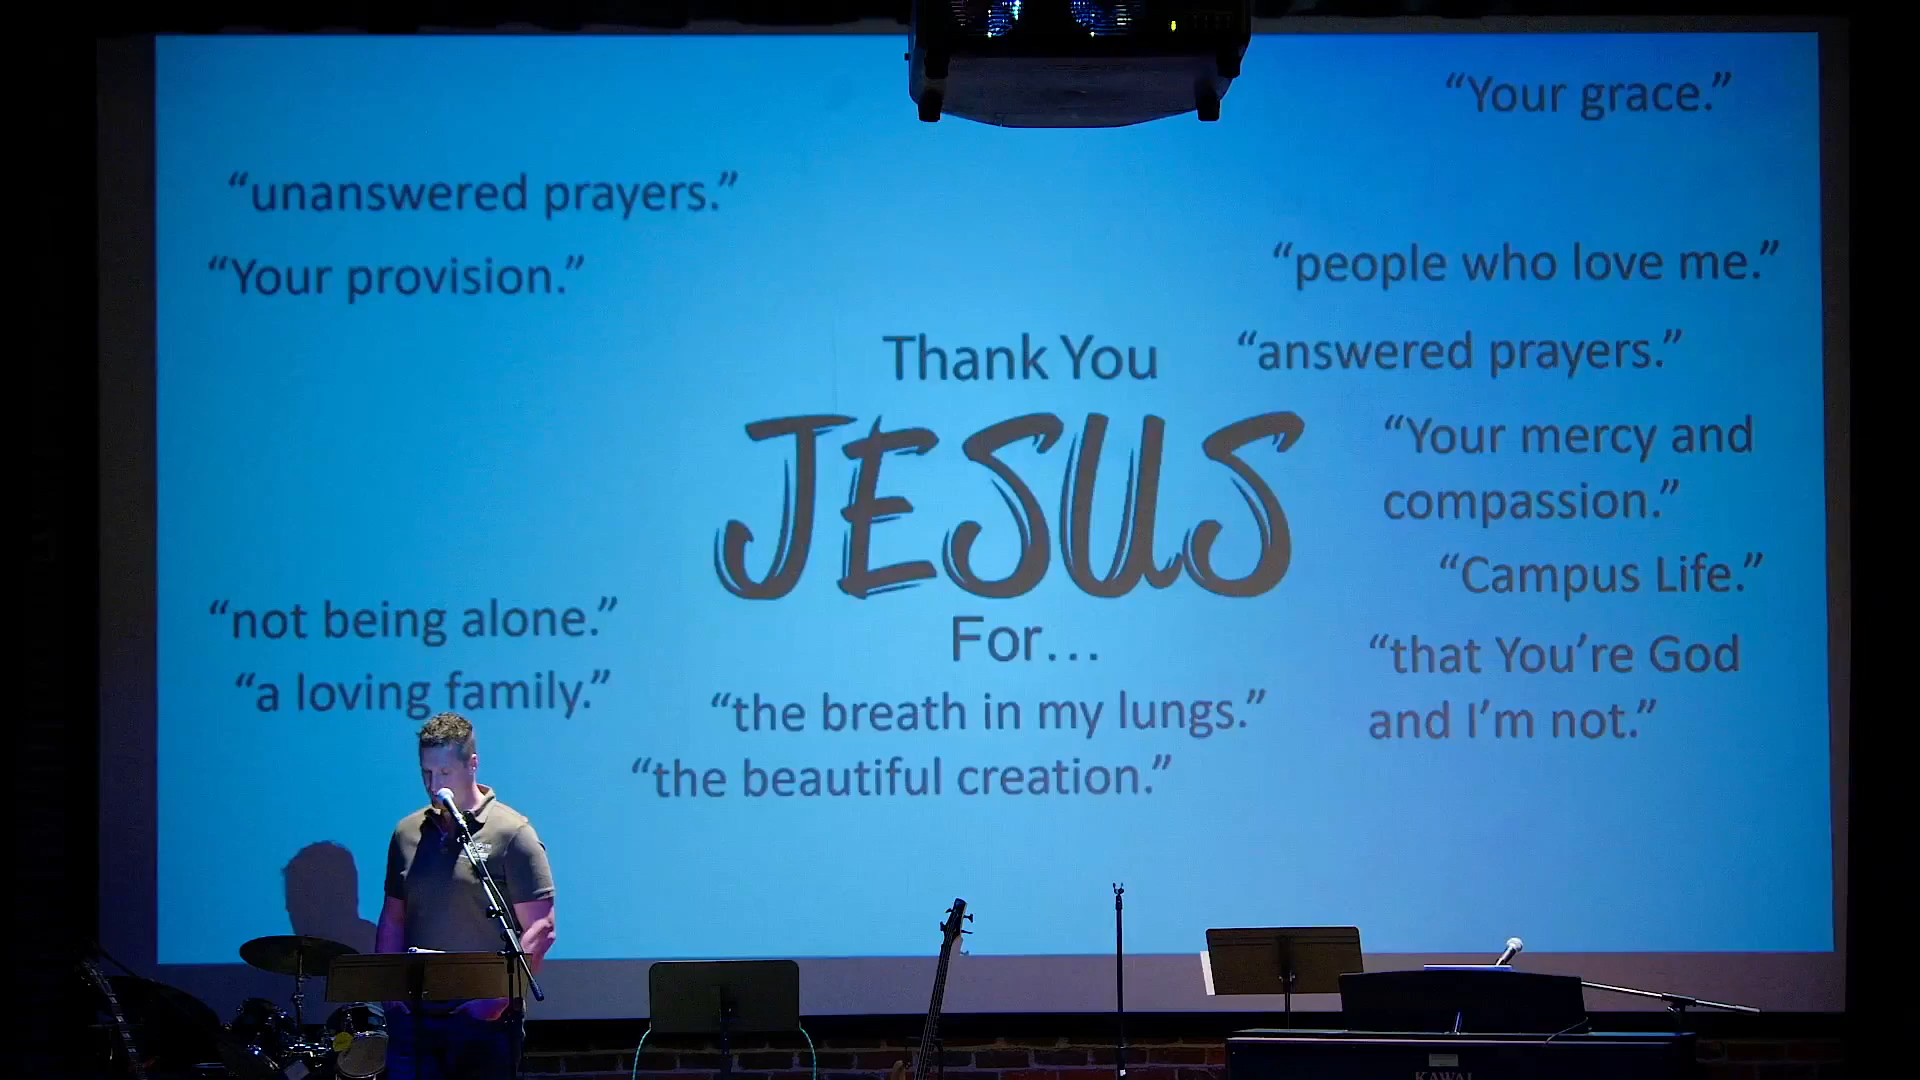 “Your grace.”
“unanswered prayers.”
“Your provision.”
“people who love me.”
Thank You
“answered prayers.”
JESUS
“Your mercy and
compassion.”
“Campus Life.”
For...
“not being alone.”
“a loving family.”
“the breath in my lungs.”
“that You’re God
and I’m not.”
“the beautiful creation.”
KAWAI